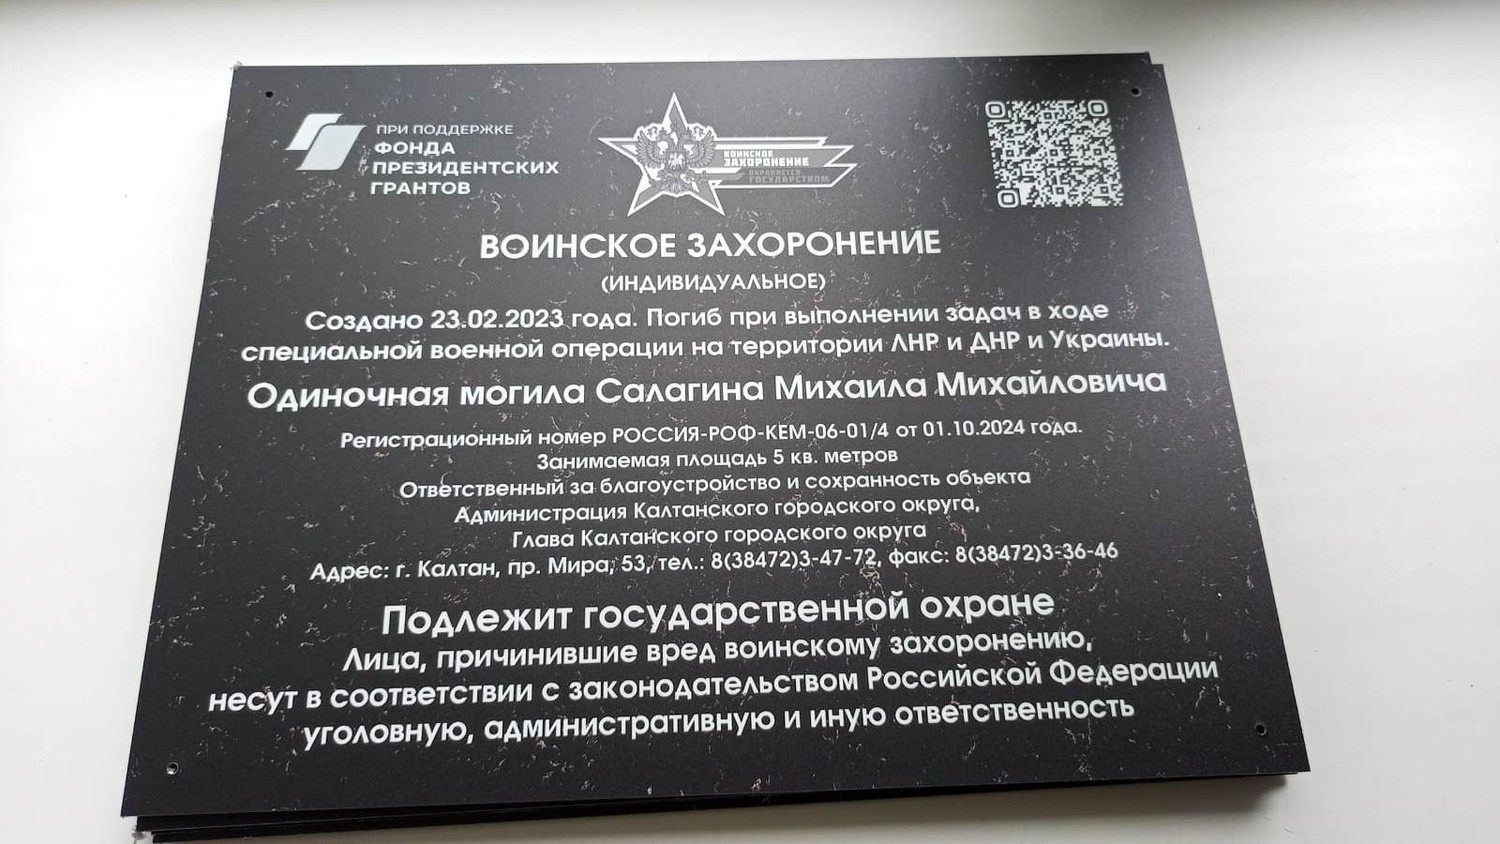 ПРИ ПОДДЕРЖКЕ
ФОНДА
ПРЕЗИДЕНТСКИХ
ГРАНТОВ
ВОИНСКОЕ
ЗАХОРОНЕНИЕ
ОХРАНЯЕТСЯ
ГОСУДАРСТВОМ
ВОИНСКОЕ ЗАХОРОНЕНИЕ
(ИНДИВИДУАЛЬНОЕ)
Создано 23.02.2023 года. Погиб при выполнении задач в ходе
специальной военной операции на территории ЛНР и ДНР и Украины.
Одиночная могила Салагина Михаила Михайловича
Регистрационный номер РОССИЯ-РОФ-КЕМ-06-01/4 от 01.10.2024 года.
Занимаемая площадь 5 кв. метров
Ответственный за благоустройство и сохранность объекта
Администрация Калтанского городского округа,
Глава Калтанского городского округа
Адрес: г. Калтан, пр. Мира, 53, тел.: 8(38472)3-47-72, факс: 8(38472)3-36-46
Подлежит государственной охране
Лица, причинившие вред воинскому захоронению,
несут в соответствии с законодательством Российской Федерации
уголовную, административную и иную ответственность